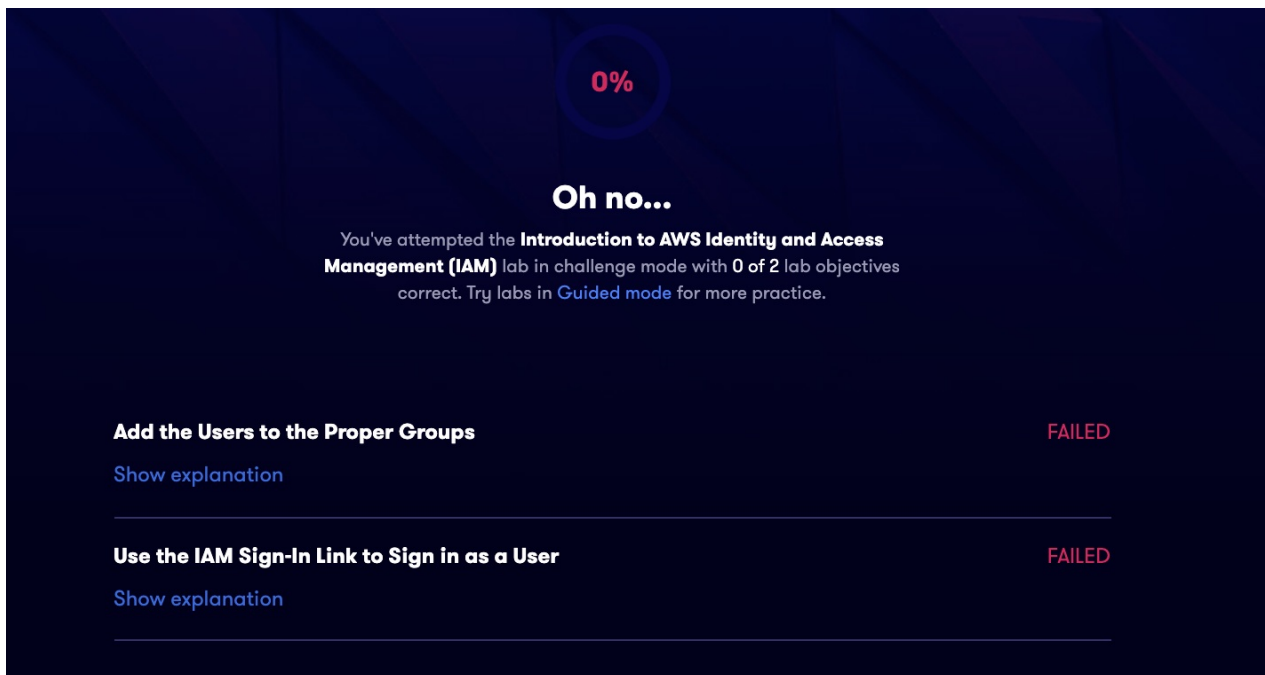 0%
Oh no...
You've attempted the Introduction to AWS Identity and Access
Management (IAM) lab in challenge mode with 0 of 2 lab objectives
correct. Try labs in Guided mode for more practice.
Add the Users to the Proper Groups FAILED
Show explanation
Use the IAM Sign-In Link to Sign in as a User FAILED
Show explanation